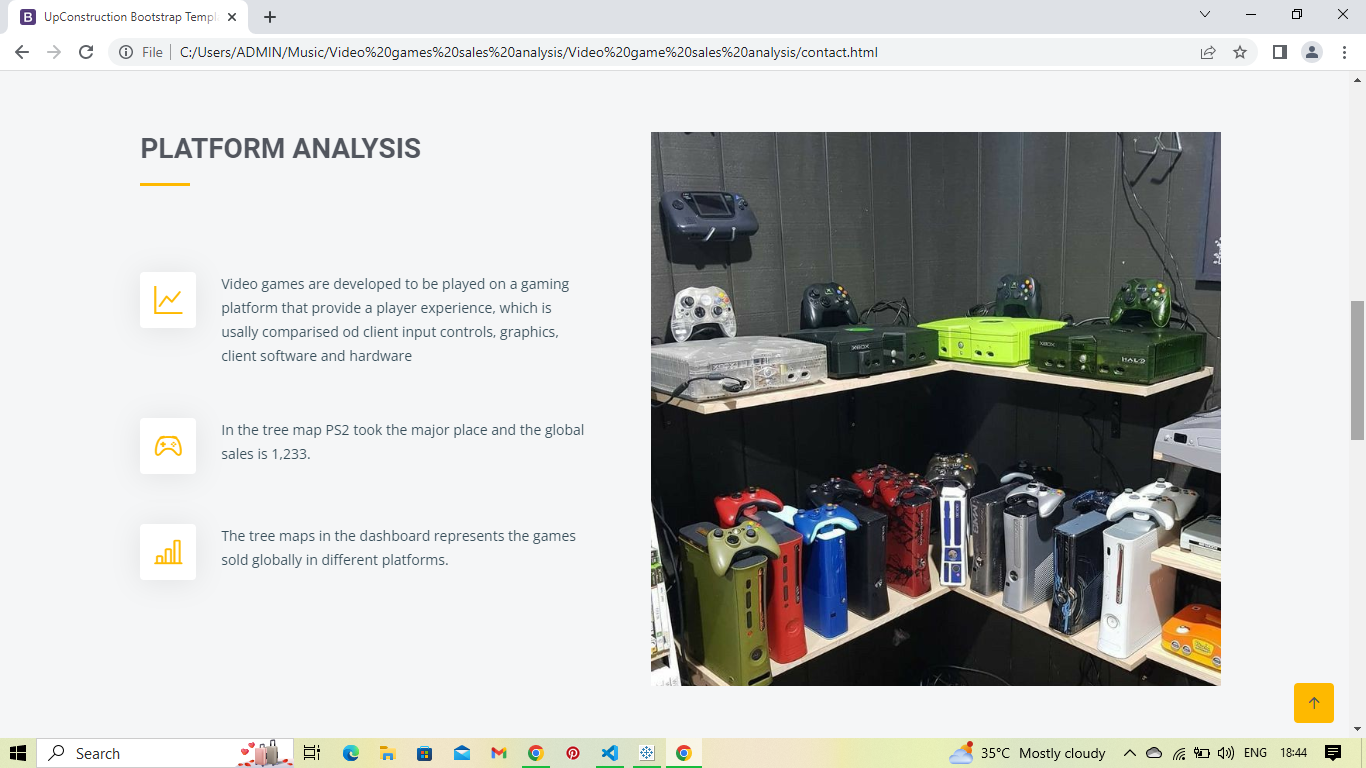 UpConstruction Bootstrap Templ
File
C:/Users/ADMIN/Music/Video%20games%20sales%20analysis/Video%20game%20sales%20analysis/contact.html
PLATFORM ANALYSIS
Video games are developed to be played on a gaming
platform that provide a player experience, which is
usally comparised od client input controls, graphics,
client software and hardware
In the tree map PS2 took the major place and the global
sales is 1,233.
The tree maps in the dashboard represents the games
sold globally in different platforms.
XBOX
XBOX
HALO
Search
35°C Mostly cloudy
ENG
18:44